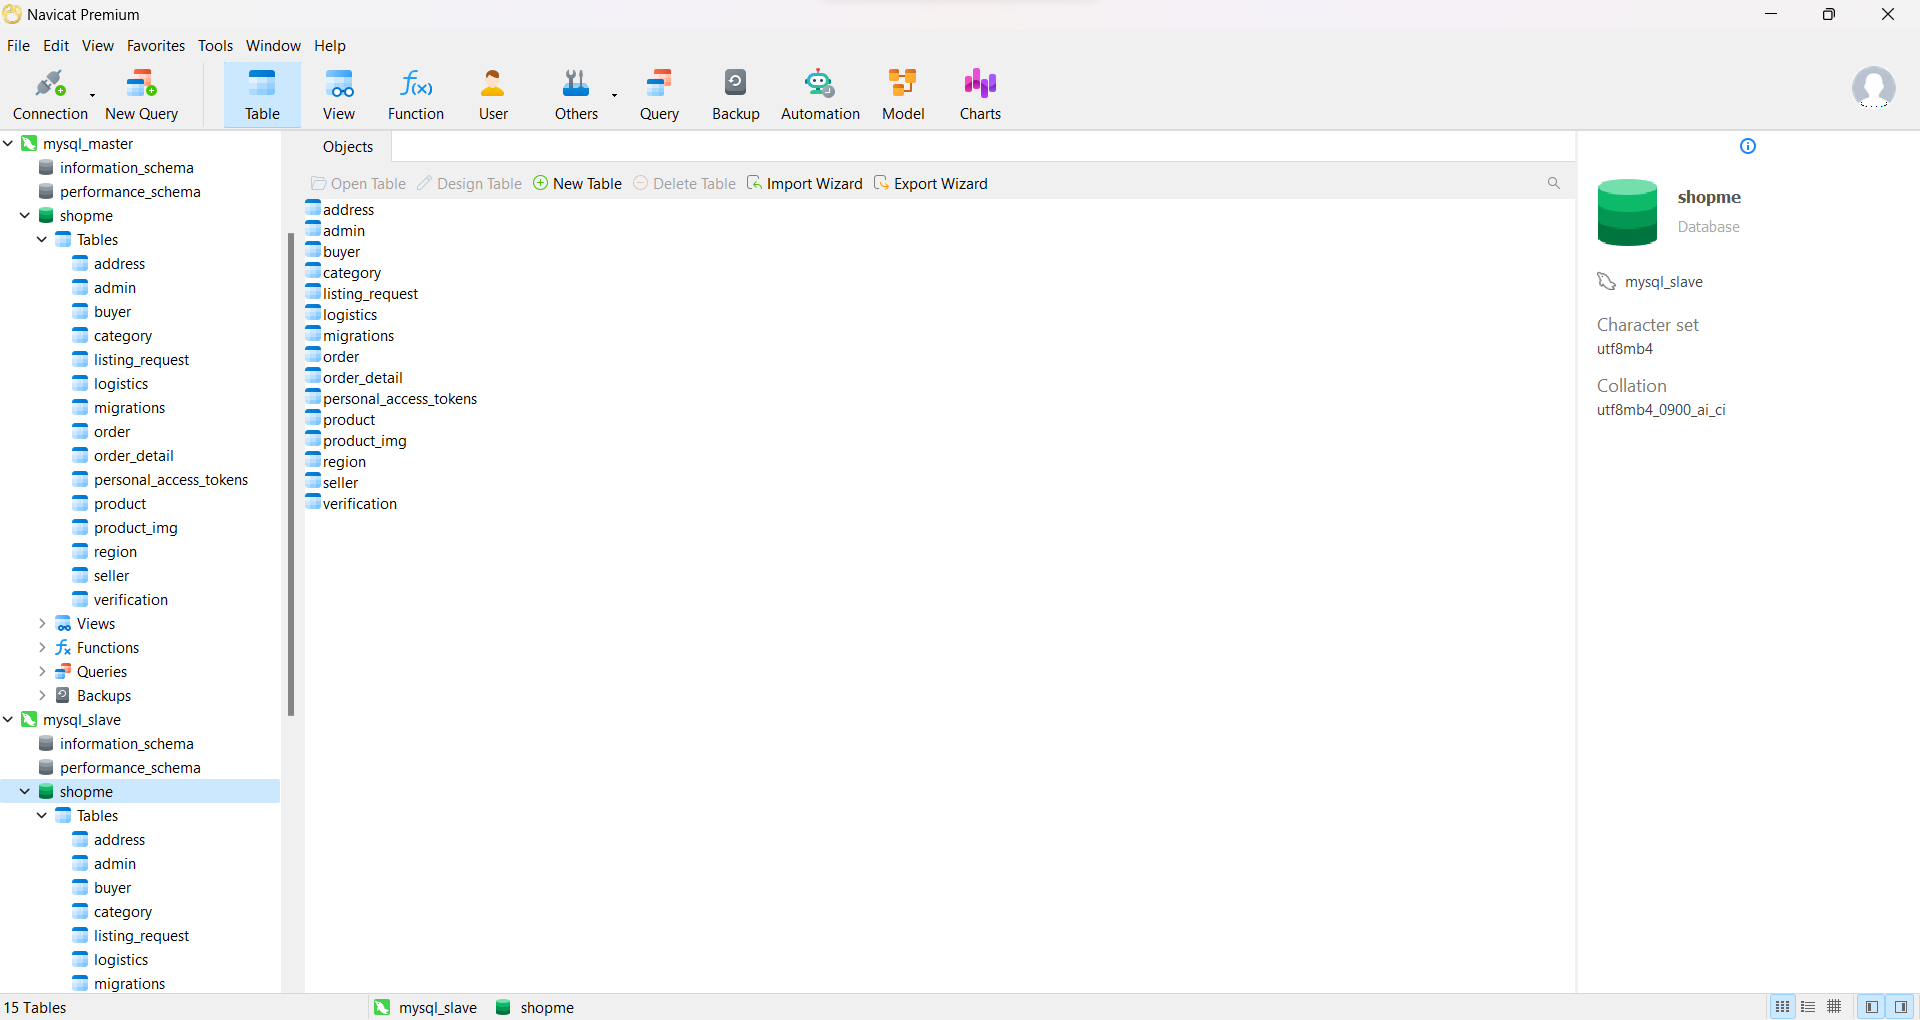 Navicat Premium
File Edit View Favorites Tools Window Help
Connection New Query Table View Function User Others Query Backup Automation Model Charts
mysql_master
information_schema
performance_schema
shopme
Tables
address
admin
buyer
category
listing_request
logistics
migrations
order
order_detail
personal_access_tokens
product
product_img
region
seller
verification
Views
Functions
Queries
Backups
mysql_slave
information_schema
performance_schema
shopme
Tables
address
admin
buyer
category
listing_request
logistics
migrations
Objects
Open Table Design Table New Table Delete Table Import Wizard Export Wizard
address
admin
buyer
category
listing_request
logistics
migrations
order
order_detail
personal_access_tokens
product
product_img
region
seller
verification
shopme
Database
mysql_slave
Character set
utf8mb4
Collation
utf8mb4_0900_ai_ci
15 Tables mysql_slave shopme